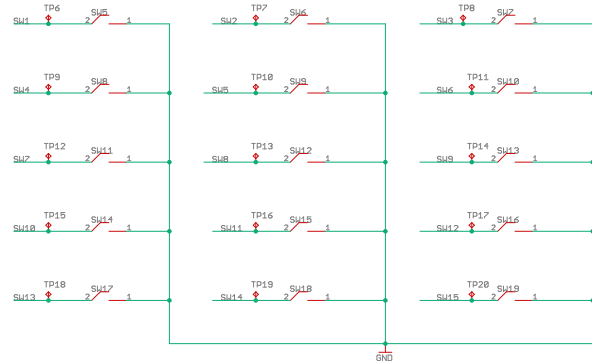 TP6 SW5 TP7 SW6 TP8 SW7
SW1 2 1 SW2 2 1 SW3 2 1
TP9 SW8 TP10 SW9 TP11 SW10
SW4 2 1 SW5 2 1 SW6 2 1
TP12 SW11 TP13 SW12 TP14 SW13
SW7 2 1 SW8 2 1 SW9 2 1
TP15 SW14 TP16 SW15 TP17 SW16
SW10 2 1 SW11 2 1 SW12 2 1
TP18 SW17 TP19 SW18 TP20 SW19
SW13 2 1 SW14 2 1 SW15 2 1
GND